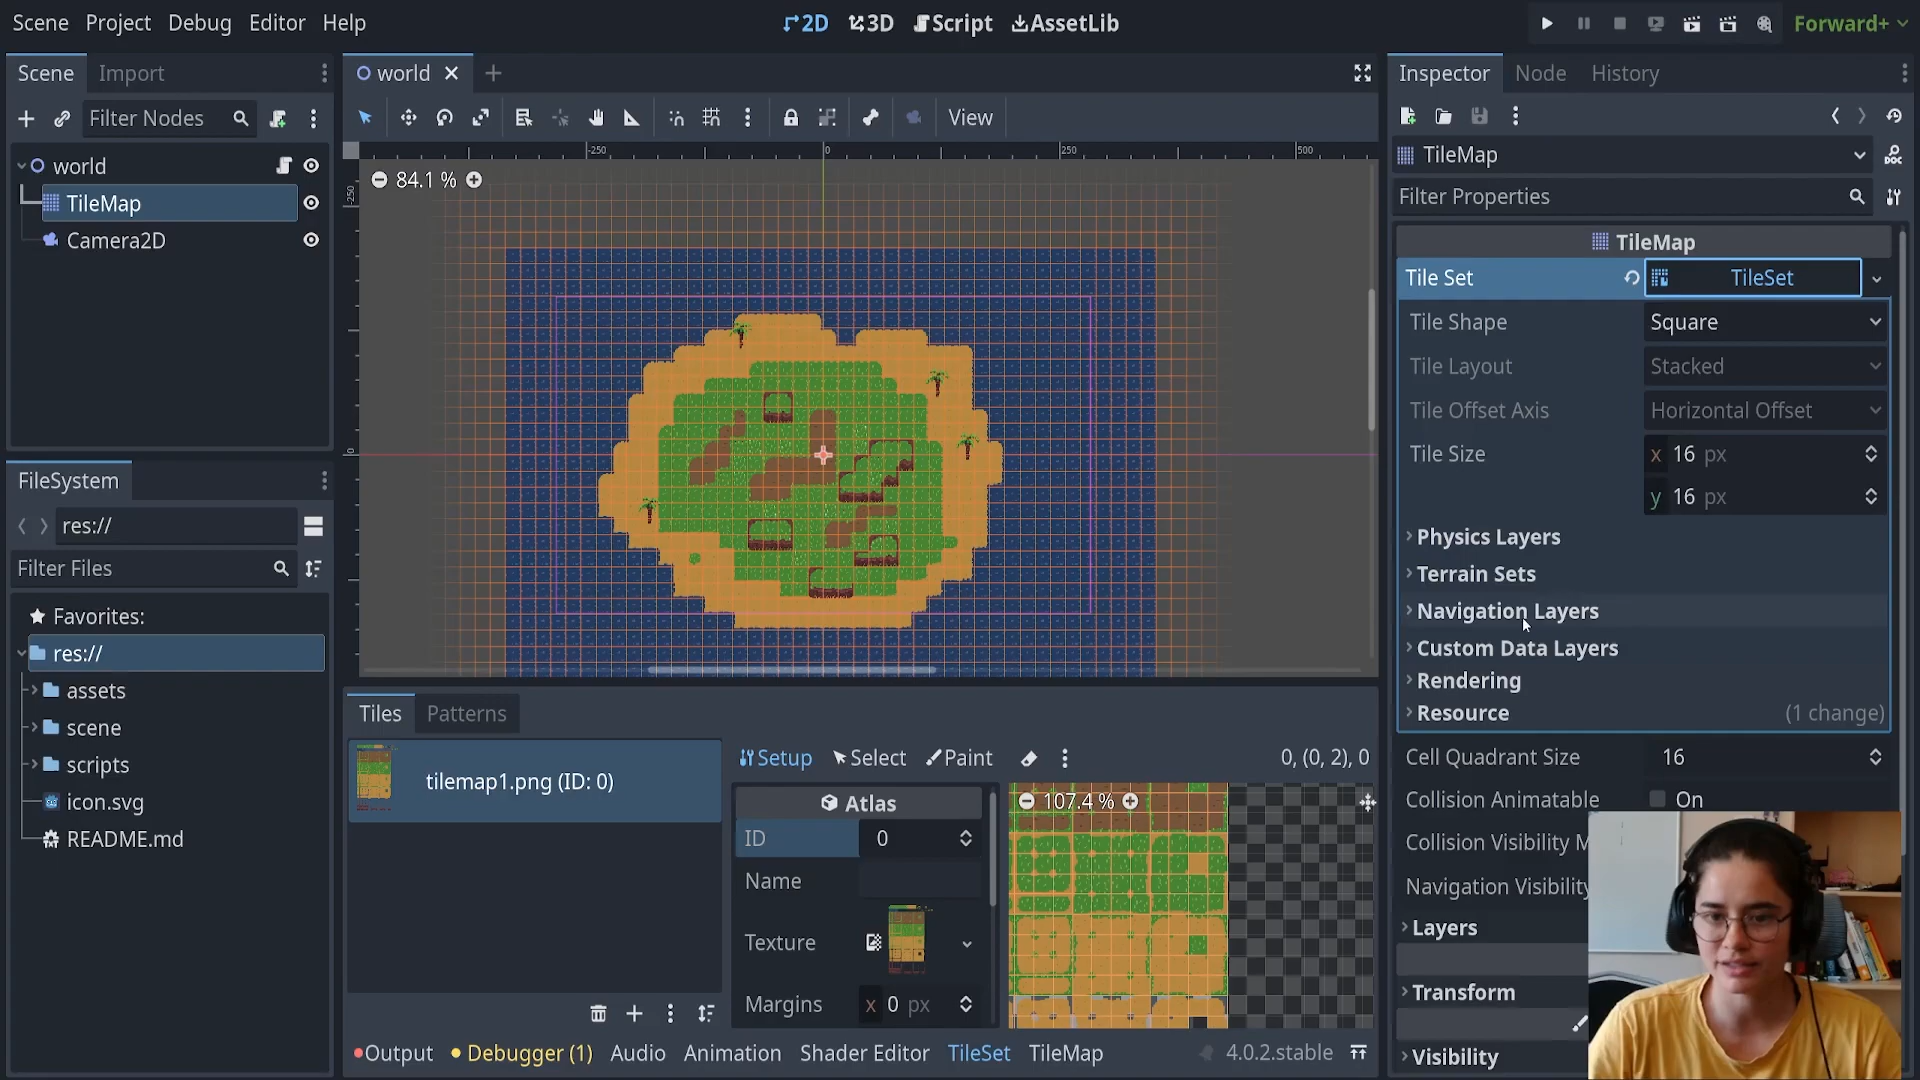 Scene Project Debug Editor Help
2D 3D Script AssetLib
Forward+
Scene Import
Filter Nodes
world
TileMap
Camera2D
FileSystem
res://
Filter Files
Favorites:
res://
assets
scene
scripts
icon.svg
README.md
world
View
-250 0 250 500
-250
0
84.1 %
Tiles Patterns
tilemap1.png (ID: 0)
Setup Select Paint
0, (0, 2), 0
Atlas
ID 0
Name
Texture
Margins x 0 px
107.4 %
Output Debugger (1) Audio Animation Shader Editor TileSet TileMap 4.0.2.stable
Inspector Node History
TileMap
Filter Properties
TileMap
Tile Set TileSet
Tile Shape Square
Tile Layout Stacked
Tile Offset Axis Horizontal Offset
Tile Size x 16 px
y 16 px
Physics Layers
Terrain Sets
Navigation Layers
Custom Data Layers
Rendering
Resource (1 change)
Cell Quadrant Size 16
Collision Animatable On
Collision Visibility M
Navigation Visibility
Layers
Transform
Visibility